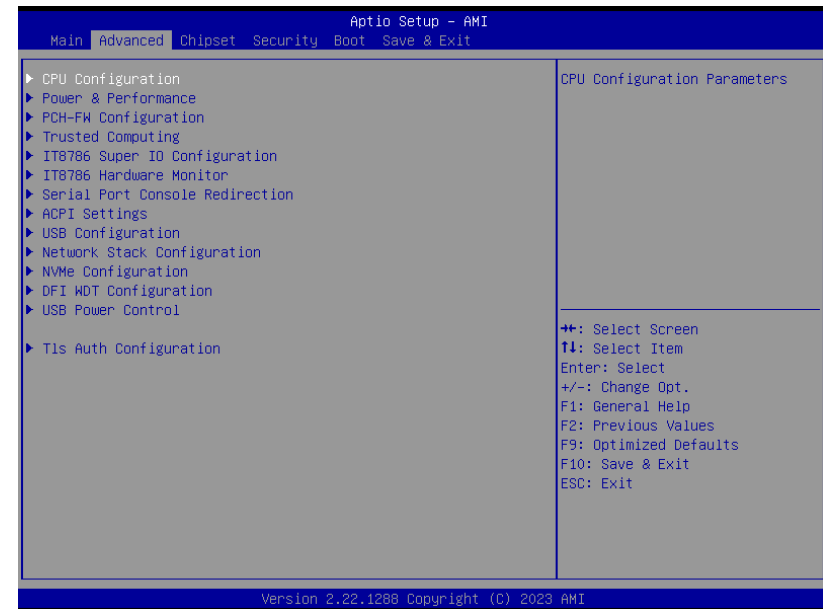 Aptio Setup – AMI
Main Advanced Chipset Security Boot Save & Exit
▶ CPU Configuration
▶ Power & Performance
▶ PCH-FW Configuration
▶ Trusted Computing
▶ IT8786 Super IO Configuration
▶ IT8786 Hardware Monitor
▶ Serial Port Console Redirection
▶ ACPI Settings
▶ USB Configuration
▶ Network Stack Configuration
▶ NVMe Configuration
▶ DFI WDT Configuration
▶ USB Power Control
▶ Tls Auth Configuration
CPU Configuration Parameters
→←: Select Screen
↑↓: Select Item
Enter: Select
+/-: Change Opt.
F1: General Help
F2: Previous Values
F9: Optimized Defaults
F10: Save & Exit
ESC: Exit
Version 2.22.1288 Copyright (C) 2023 AMI